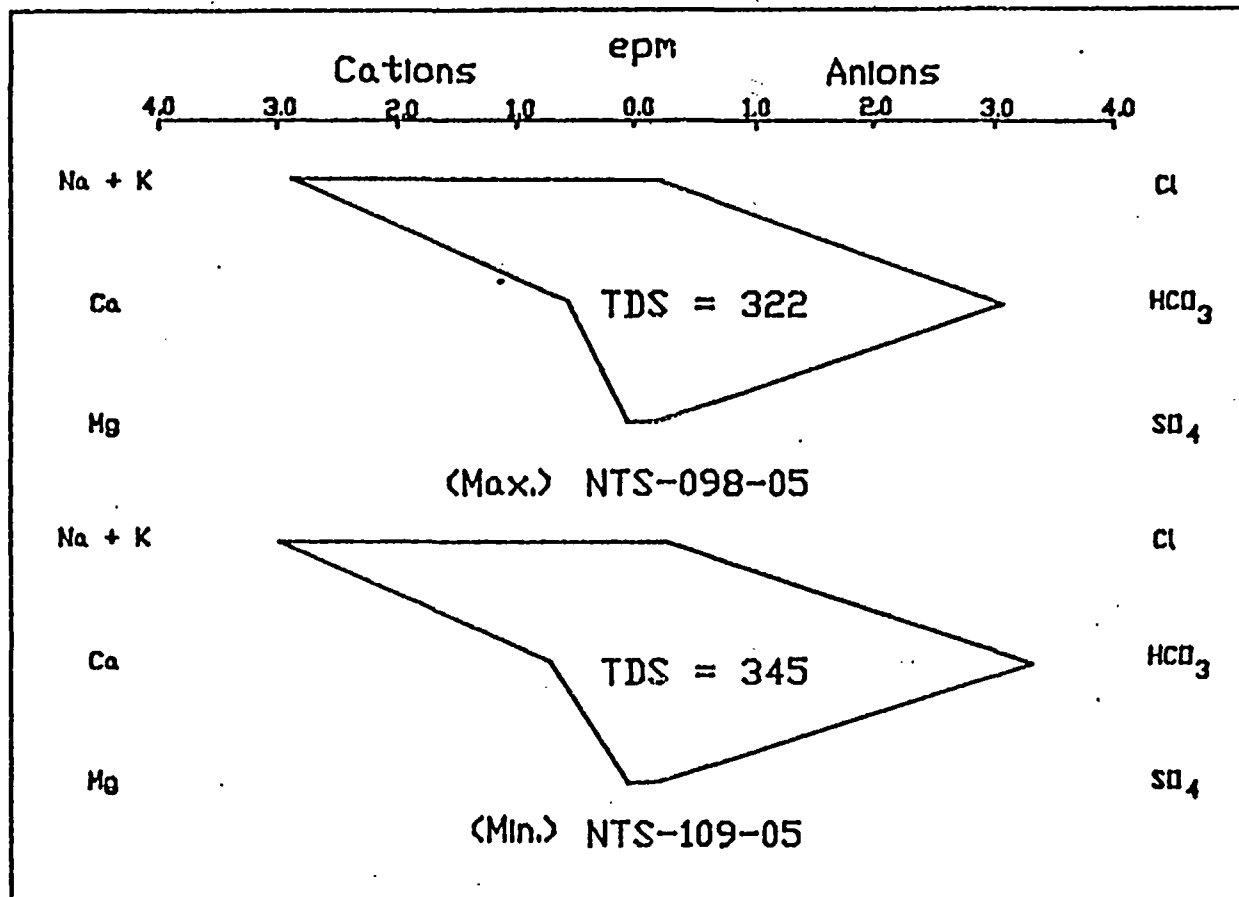 epm
Cations Anions
4.0 3.0 2.0 1.0 0.0 1.0 2.0 3.0 4.0
Na + K Cl
Ca TDS = 322 HCO3
Mg SO4
(Max.) NTS-098-05
Na + K Cl
Ca TDS = 345 HCO3
Mg SO4
(Min.) NTS-109-05